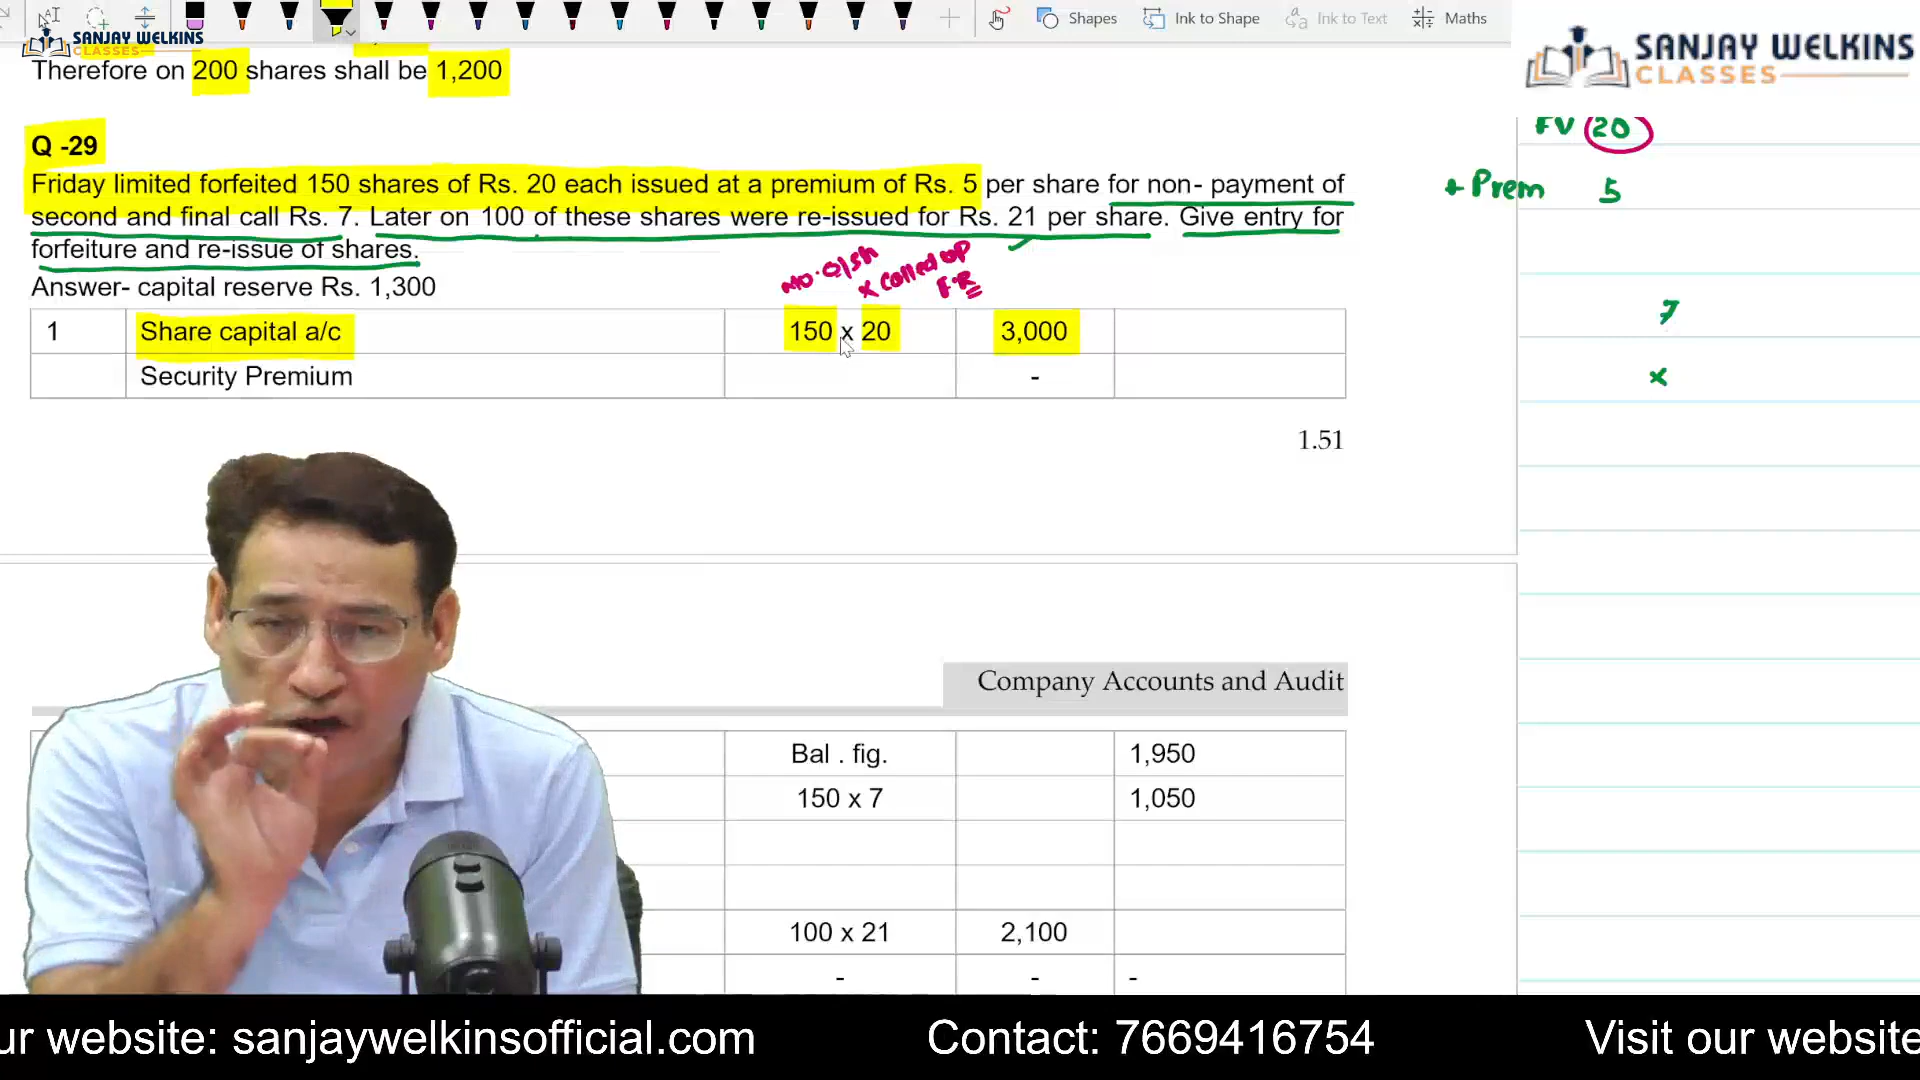 Shapes
Ink to Shape
Ink to Text
Maths
SANJAY WELKINS
CLASSES
SANJAY WELKINS
CLASSES
Therefore on 200 shares shall be 1,200
FV 20
+ Prem 5
7
x
Q -29
Friday limited forfeited 150 shares of Rs. 20 each issued at a premium of Rs. 5 per share for non- payment of
second and final call Rs. 7. Later on 100 of these shares were re-issued for Rs. 21 per share. Give entry for
forfeiture and re-issue of shares.
Answer- capital reserve Rs. 1,300
No. o/sh
x Called up
1 Share capital a/c 150 x 20 3,000
Security Premium -
1.51
Company Accounts and Audit
Bal . fig. 1,950
150 x 7 1,050
100 x 21 2,100
- - -
ur website: sanjaywelkinsofficial.com Contact: 7669416754 Visit our website